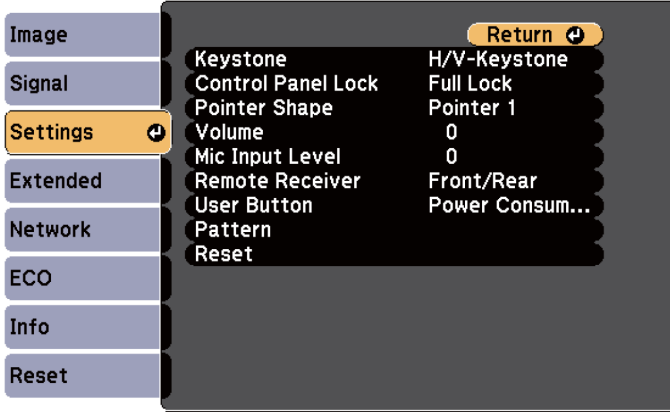 Image
Signal
Settings
Extended
Network
ECO
Info
Reset
Return
Keystone H/V-Keystone
Control Panel Lock Full Lock
Pointer Shape Pointer 1
Volume 0
Mic Input Level 0
Remote Receiver Front/Rear
User Button Power Consum...
Pattern
Reset